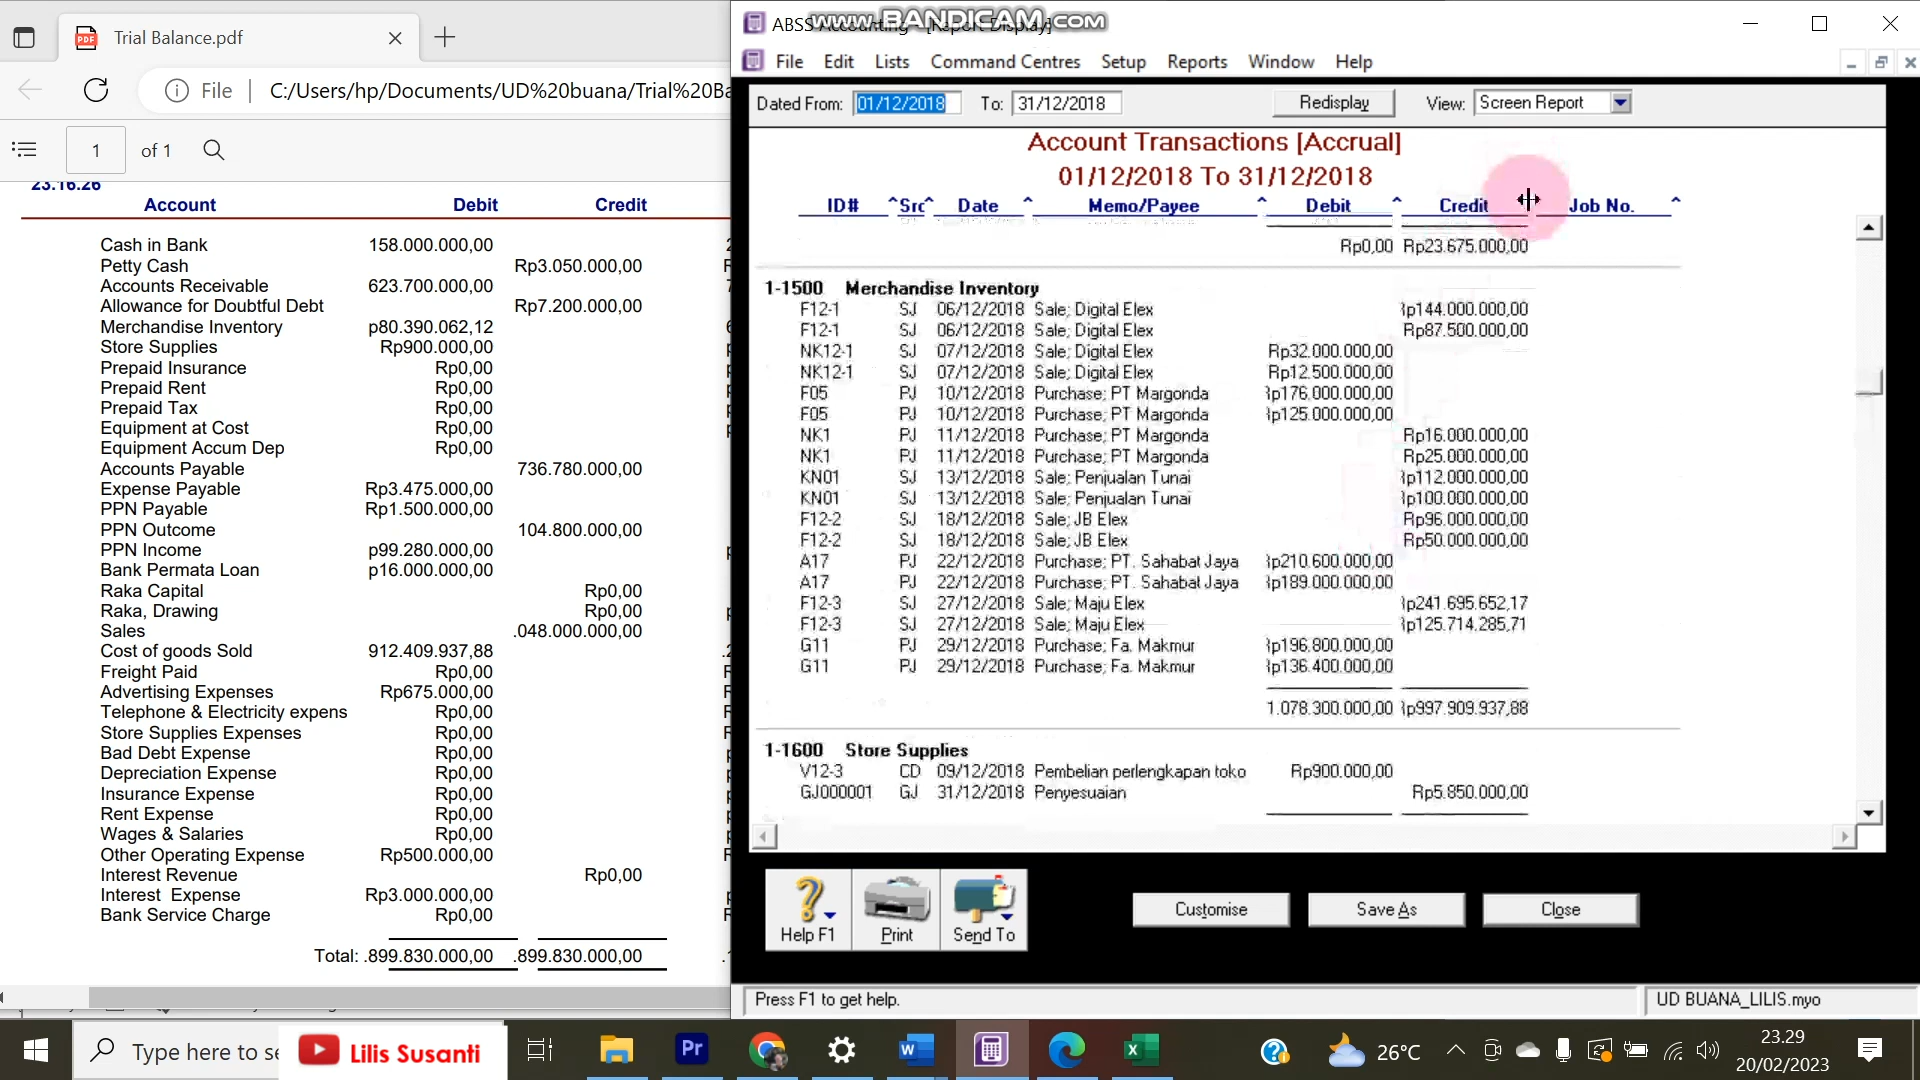 Trial Balance.pdf
File C:/Users/hp/Documents/UD%20buana/Trial%20Ba
1 of 1
23.16.26
Account Debit Credit
Cash in Bank 158.000.000,00
Petty Cash Rp3.050.000,00
Accounts Receivable 623.700.000,00
Allowance for Doubtful Debt Rp7.200.000,00
Merchandise Inventory p80.390.062,12
Store Supplies Rp900.000,00
Prepaid Insurance Rp0,00
Prepaid Rent Rp0,00
Prepaid Tax Rp0,00
Equipment at Cost Rp0,00
Equipment Accum Dep Rp0,00
Accounts Payable 736.780.000,00
Expense Payable Rp3.475.000,00
PPN Payable Rp1.500.000,00
PPN Outcome 104.800.000,00
PPN Income p99.280.000,00
Bank Permata Loan p16.000.000,00
Raka Capital Rp0,00
Raka, Drawing Rp0,00
Sales .048.000.000,00
Cost of goods Sold 912.409.937,88
Freight Paid Rp0,00
Advertising Expenses Rp675.000,00
Telephone & Electricity expens Rp0,00
Store Supplies Expenses Rp0,00
Bad Debt Expense Rp0,00
Depreciation Expense Rp0,00
Insurance Expense Rp0,00
Rent Expense Rp0,00
Wages & Salaries Rp0,00
Other Operating Expense Rp500.000,00
Interest Revenue Rp0,00
Interest Expense Rp3.000.000,00
Bank Service Charge Rp0,00
Total: .899.830.000,00 .899.830.000,00
www.BANDICAM.com
ABSS Accounting - [Report Display]
File Edit Lists Command Centres Setup Reports Window Help
Dated From: 01/12/2018 To: 31/12/2018 Redisplay View: Screen Report
Account Transactions [Accrual]
01/12/2018 To 31/12/2018
ID# Src Date Memo/Payee Debit Credit Job No.
Rp0,00 Rp23.675.000,00
1-1500 Merchandise Inventory
F12-1 SJ 06/12/2018 Sale; Digital Elex Rp144.000.000,00
F12-1 SJ 06/12/2018 Sale; Digital Elex Rp87.500.000,00
NK12-1 SJ 07/12/2018 Sale; Digital Elex Rp32.000.000,00
NK12-1 SJ 07/12/2018 Sale; Digital Elex Rp12.500.000,00
F05 PJ 10/12/2018 Purchase; PT Margonda Rp176.000.000,00
F05 PJ 10/12/2018 Purchase; PT Margonda Rp125.000.000,00
NK1 PJ 11/12/2018 Purchase; PT Margonda Rp16.000.000,00
NK1 PJ 11/12/2018 Purchase; PT Margonda Rp25.000.000,00
KN01 SJ 13/12/2018 Sale; Penjualan Tunai Rp112.000.000,00
KN01 SJ 13/12/2018 Sale; Penjualan Tunai Rp100.000.000,00
F12-2 SJ 18/12/2018 Sale; JB Elex Rp96.000.000,00
F12-2 SJ 18/12/2018 Sale; JB Elex Rp50.000.000,00
A17 PJ 22/12/2018 Purchase; PT. Sahabat Jaya Rp210.600.000,00
A17 PJ 22/12/2018 Purchase; PT. Sahabat Jaya Rp189.000.000,00
F12-3 SJ 27/12/2018 Sale; Maju Elex Rp241.695.652,17
F12-3 SJ 27/12/2018 Sale; Maju Elex Rp125.714.285,71
G11 PJ 29/12/2018 Purchase; Fa. Makmur Rp196.800.000,00
G11 PJ 29/12/2018 Purchase; Fa. Makmur Rp136.400.000,00
1.078.300.000,00 Rp997.909.937,88
1-1600 Store Supplies
V12-3 CD 09/12/2018 Pembelian perlengkapan toko Rp900.000,00
GJ000001 GJ 31/12/2018 Penyesuaian Rp5.850.000,00
Help F1 Print Send To Customise Save As Close
Press F1 to get help. UD BUANA_LILIS.myo
Type here to se Lilis Susanti Pr 26°C 23.29
20/02/2023